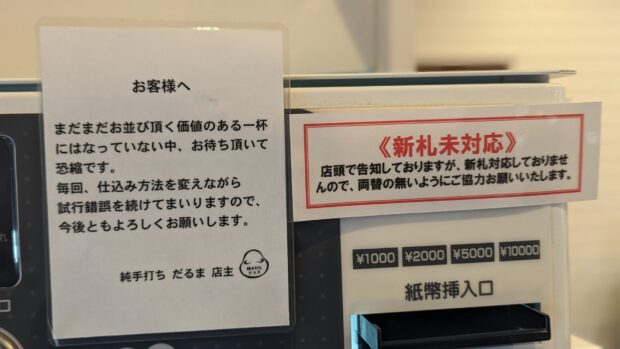 お客様へ
まだまだお並び頂く価値のある一杯
にはなっていない中、お待ち頂いて
恐縮です。
毎回、仕込み方法を変えながら
試行錯誤を続けてまいりますので、
今後ともよろしくお願いします。
純手打ち だるま 店主
《新札未対応》
店頭で告知しておりますが、新札対応しておりませ
んので、両替の無いようにご協力お願いいたします。
¥1000 ¥2000 ¥5000 ¥10000
紙幣挿入口